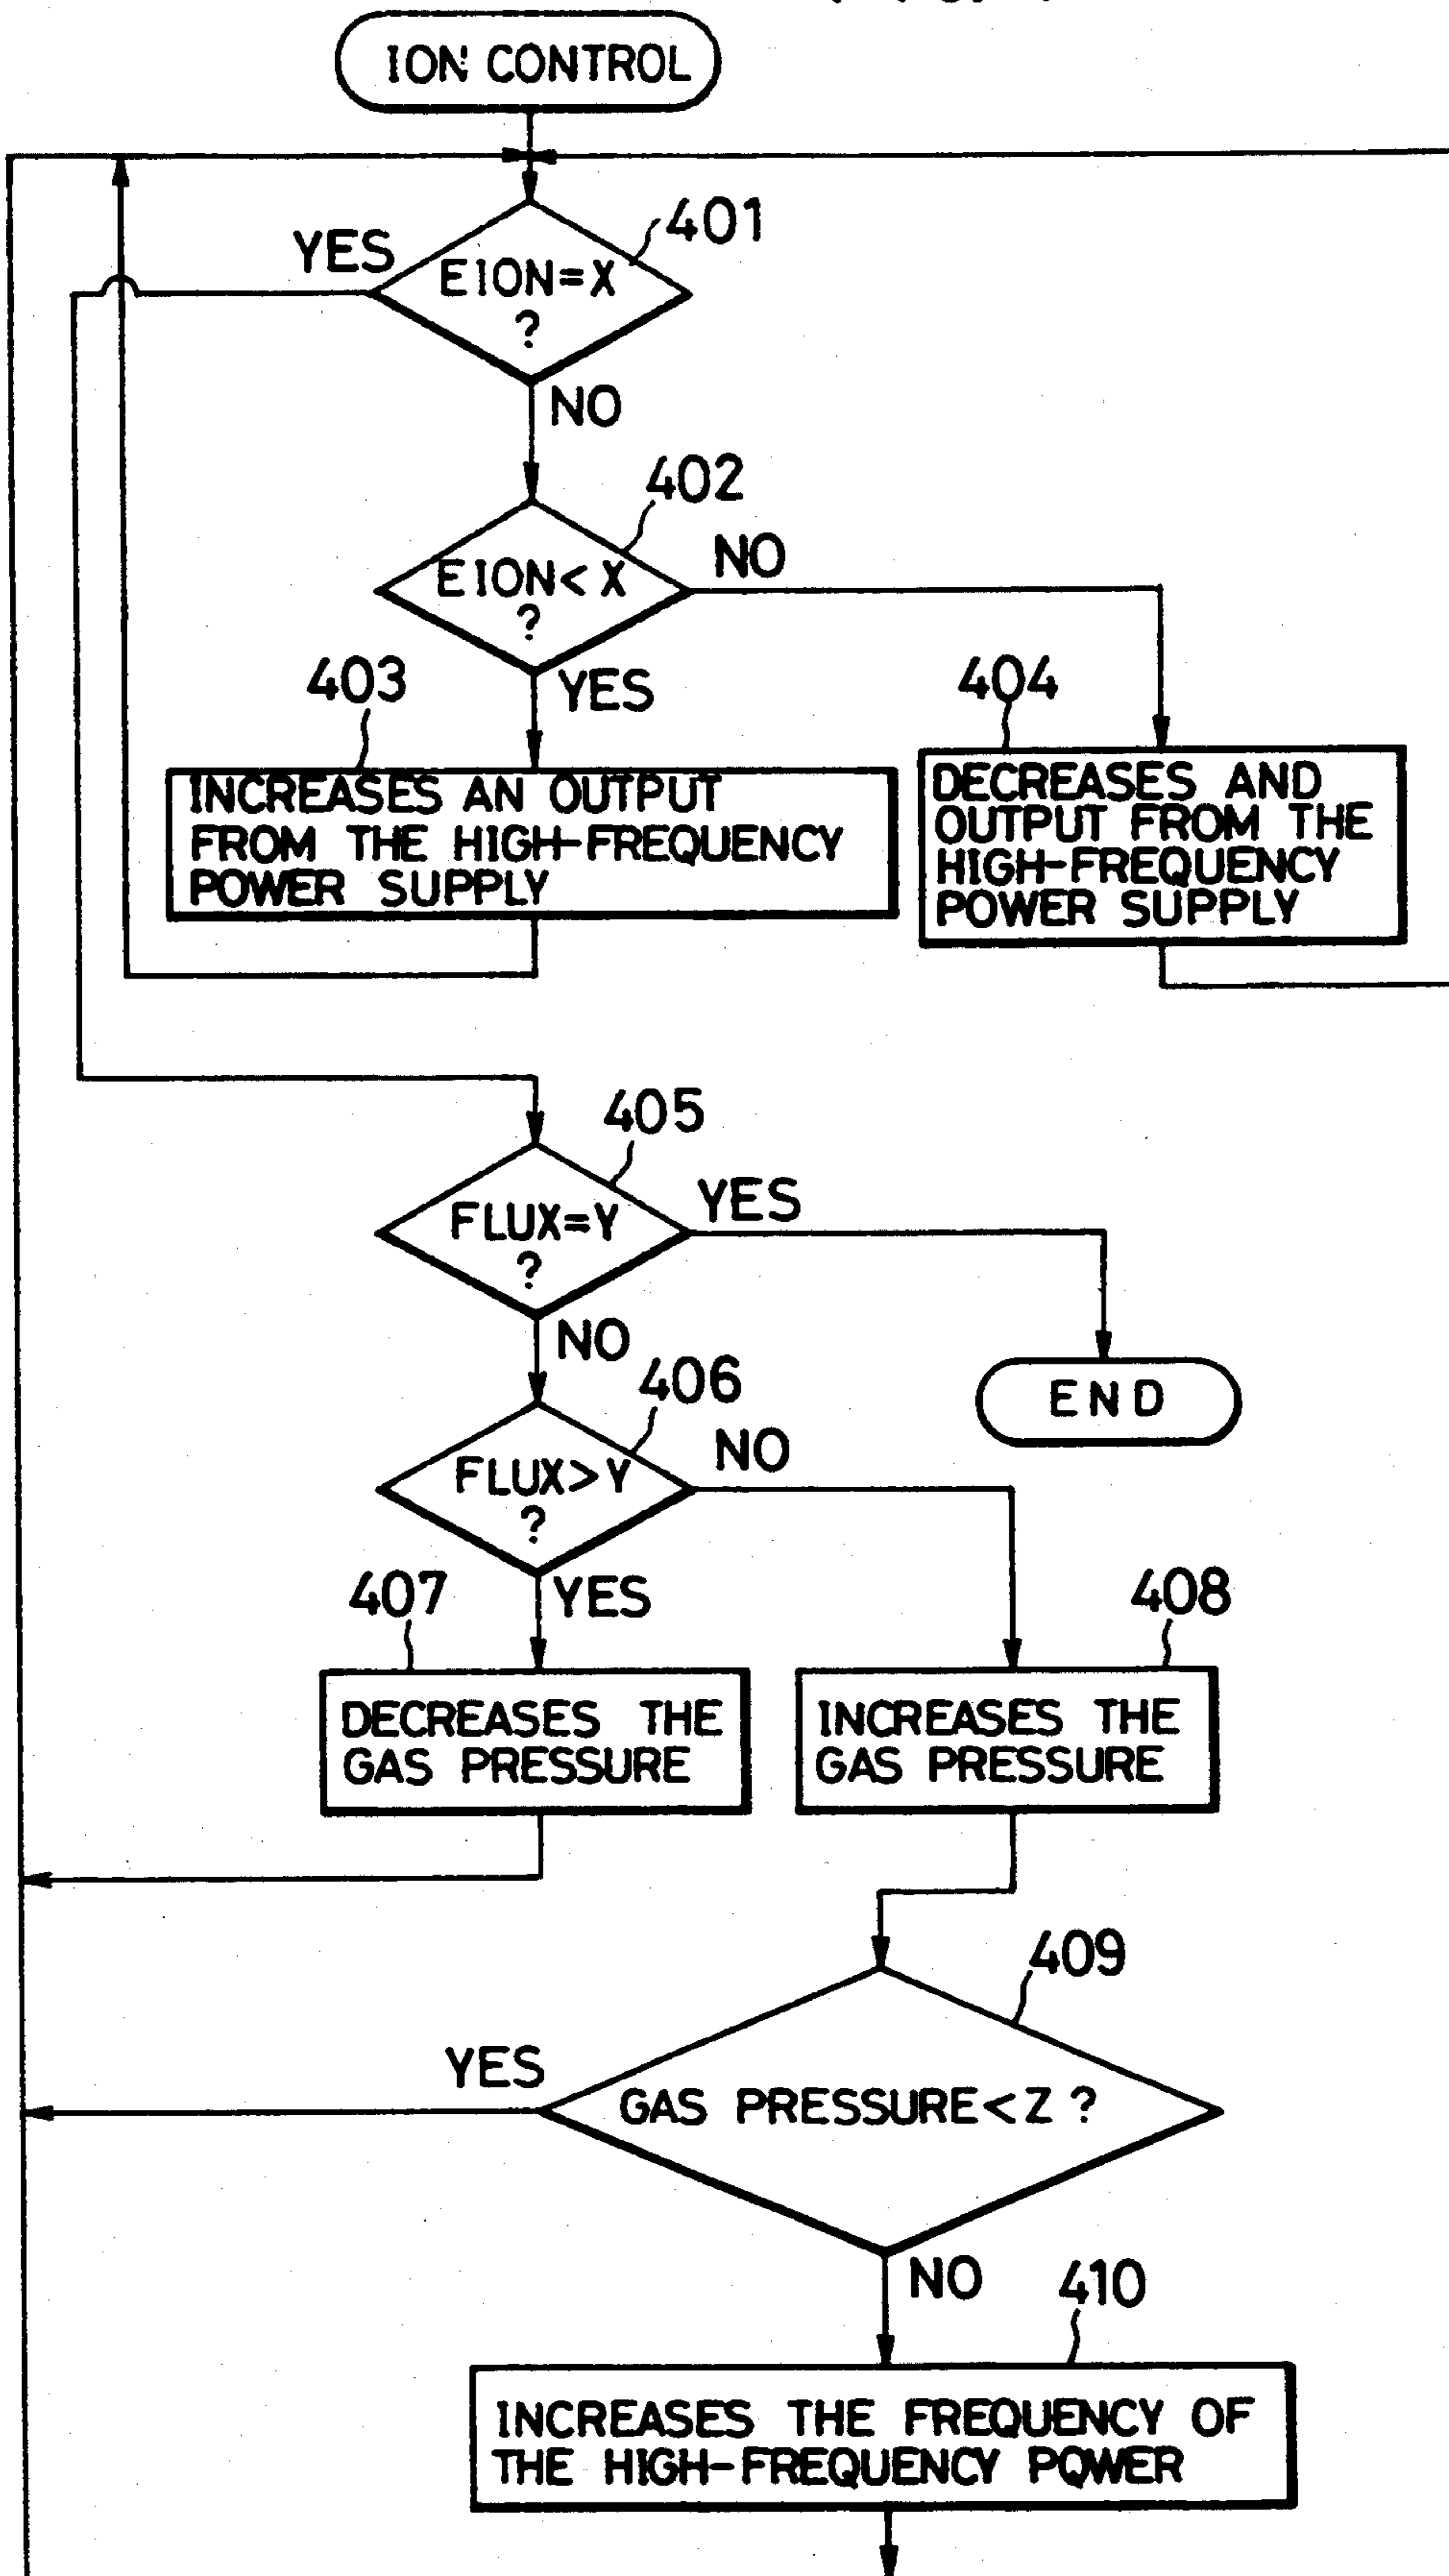 ION CONTROL
401
YES
EION=X
?
NO
402
EION<X
?
NO
YES
403
INCREASES AN OUTPUT
FROM THE HIGH-FREQUENCY
POWER SUPPLY
404
DECREASES AND
OUTPUT FROM THE
HIGH-FREQUENCY
POWER SUPPLY
405
FLUX=Y
?
YES
NO
END
406
FLUX>Y
?
NO
YES
407
DECREASES THE
GAS PRESSURE
408
INCREASES THE
GAS PRESSURE
409
YES
GAS PRESSURE<Z ?
NO
410
INCREASES THE FREQUENCY OF
THE HIGH-FREQUENCY POWER